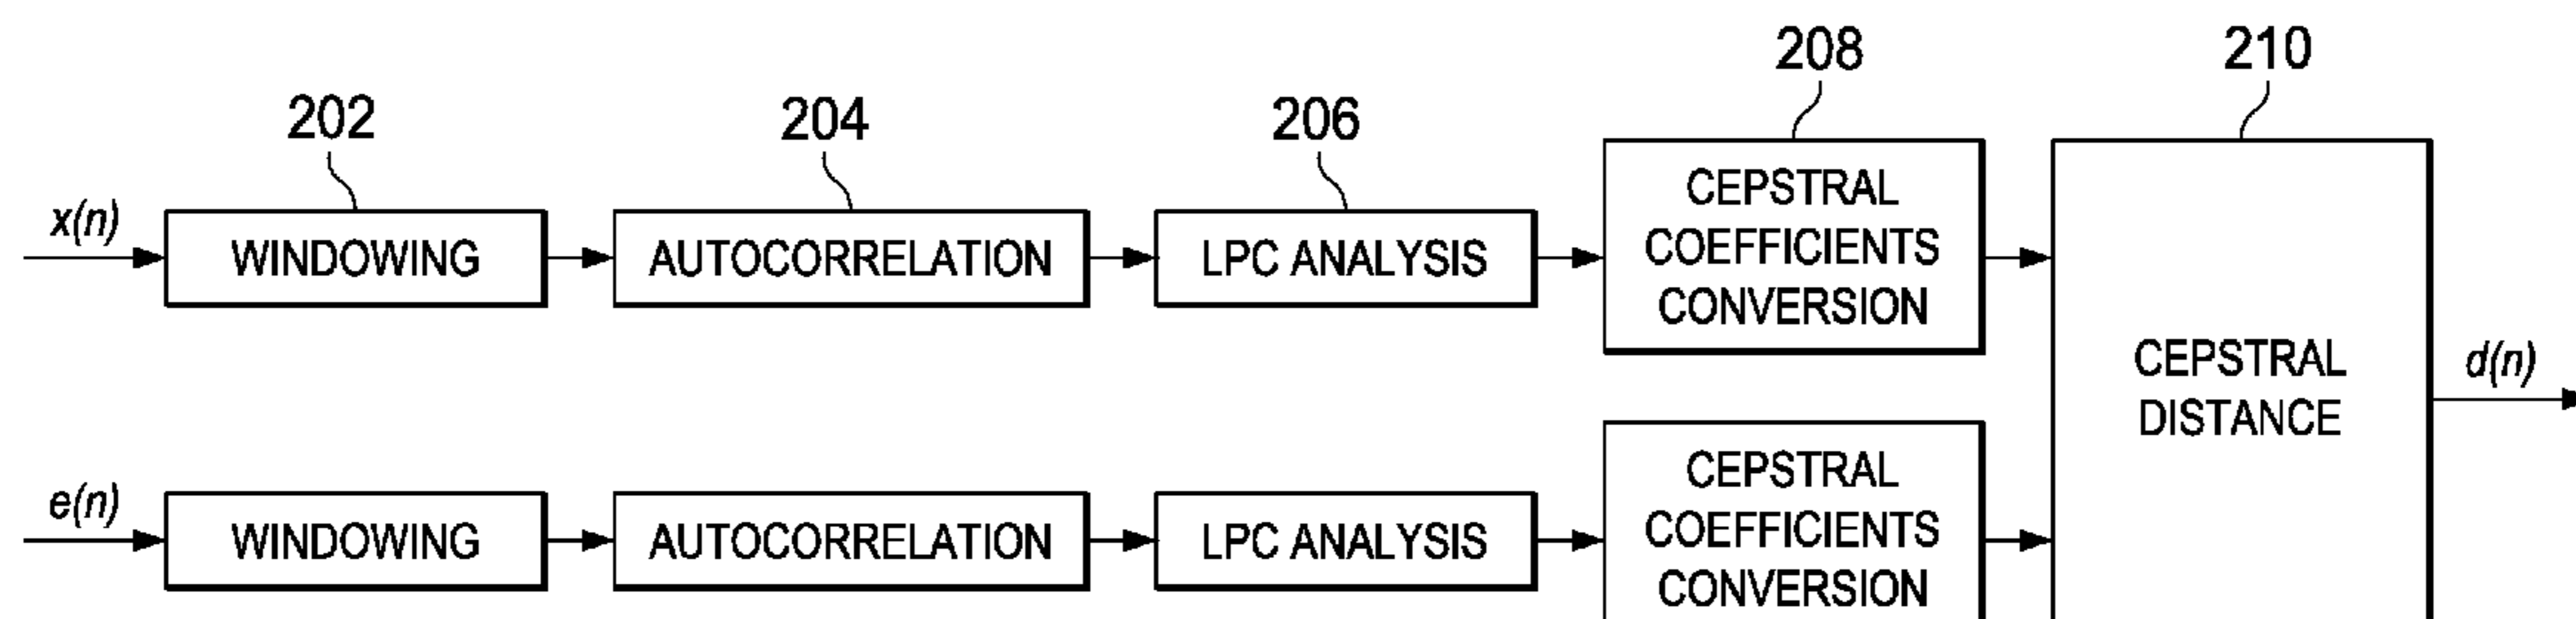 208
210
202
204
206
x(n)
WINDOWING
AUTOCORRELATION
LPC ANALYSIS
CEPSTRAL
COEFFICIENTS
CONVERSION
CEPSTRAL
DISTANCE
d(n)
e(n)
WINDOWING
AUTOCORRELATION
LPC ANALYSIS
CEPSTRAL
COEFFICIENTS
CONVERSION